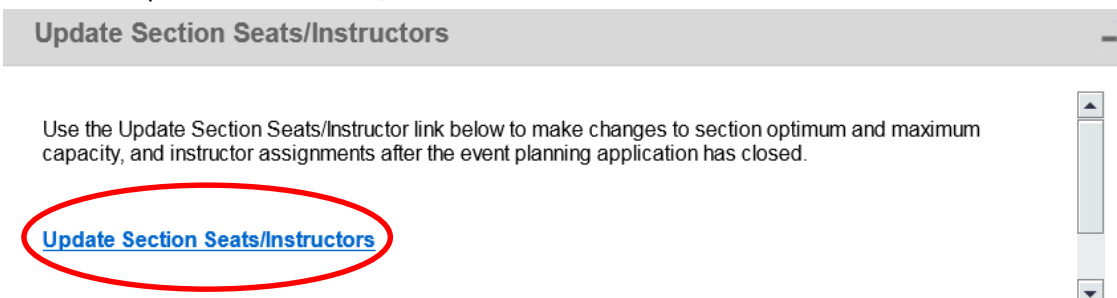 Update Section Seats/Instructors
Use the Update Section Seats/Instructor link below to make changes to section optimum and maximum
capacity, and instructor assignments after the event planning application has closed.
Update Section Seats/Instructors